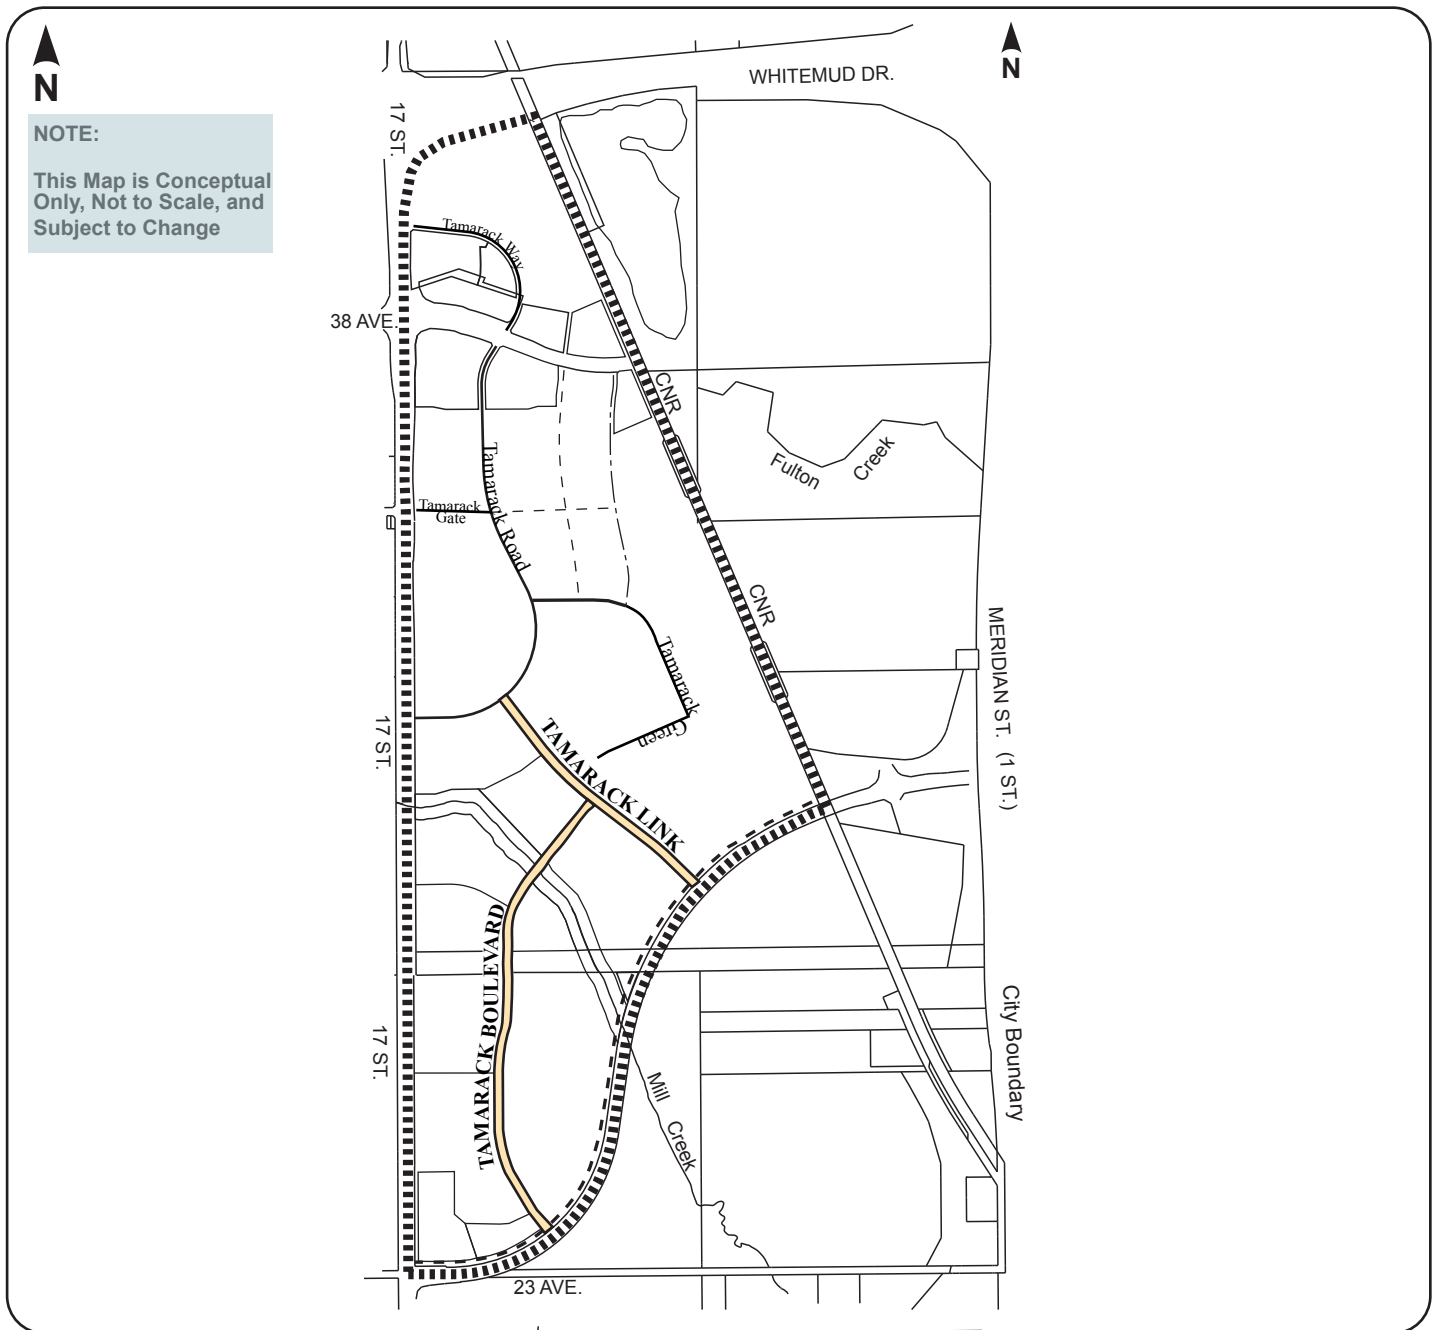 N
N
NOTE:
This Map is Conceptual
Only, Not to Scale, and
Subject to Change
WHITEMUD DR.
17 ST.
Tamarack Way
38 AVE.
CNR
Fulton Creek
Tamarack Road
Tamarack
Gate
CNR
MERIDIAN ST. (1 ST.)
Tamarack
Green
17 ST.
TAMARACK LINK
TAMARACK BOULEVARD
17 ST.
City Boundary
Mill Creek
23 AVE.